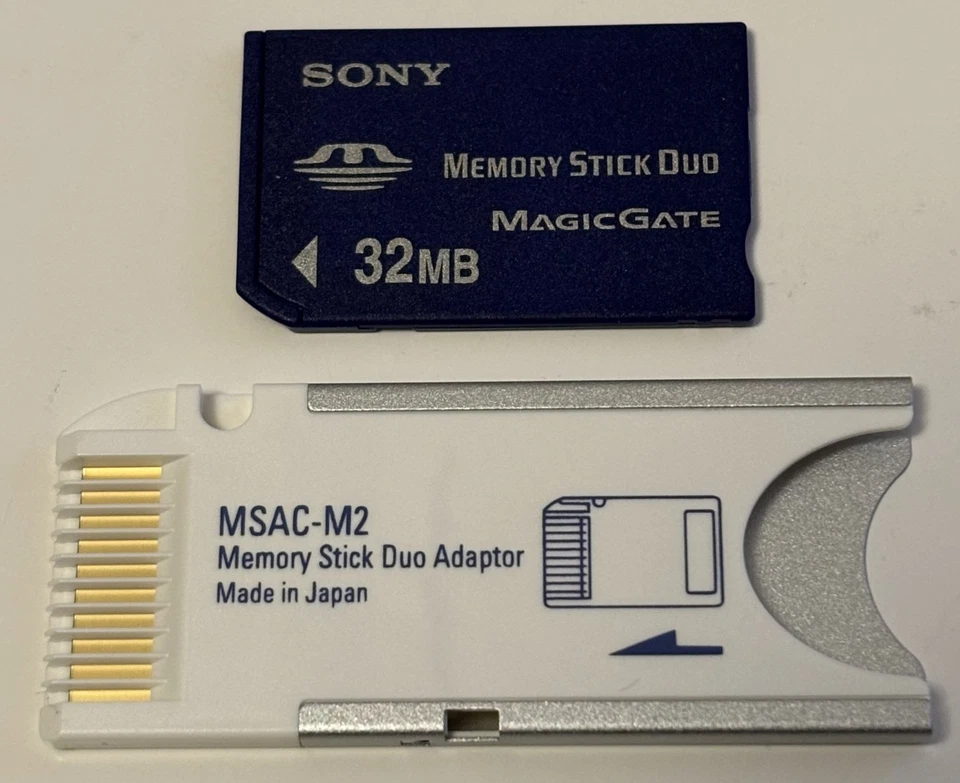 SONY
MEMORY STICK DUO
MAGICGATE
32MB
MSAC-M2
Memory Stick Duo Adaptor
Made in Japan